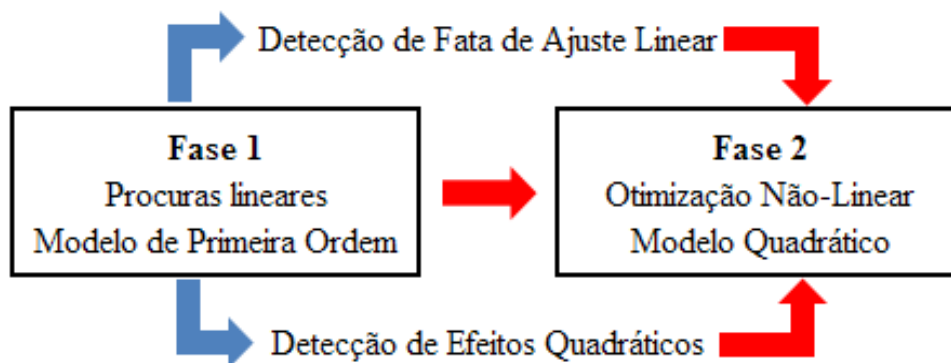 Detecção de Fata de Ajuste Linear
Fase 1
Procuras lineares
Modelo de Primeira Ordem
Fase 2
Otimização Não-Linear
Modelo Quadrático
Detecção de Efeitos Quadráticos